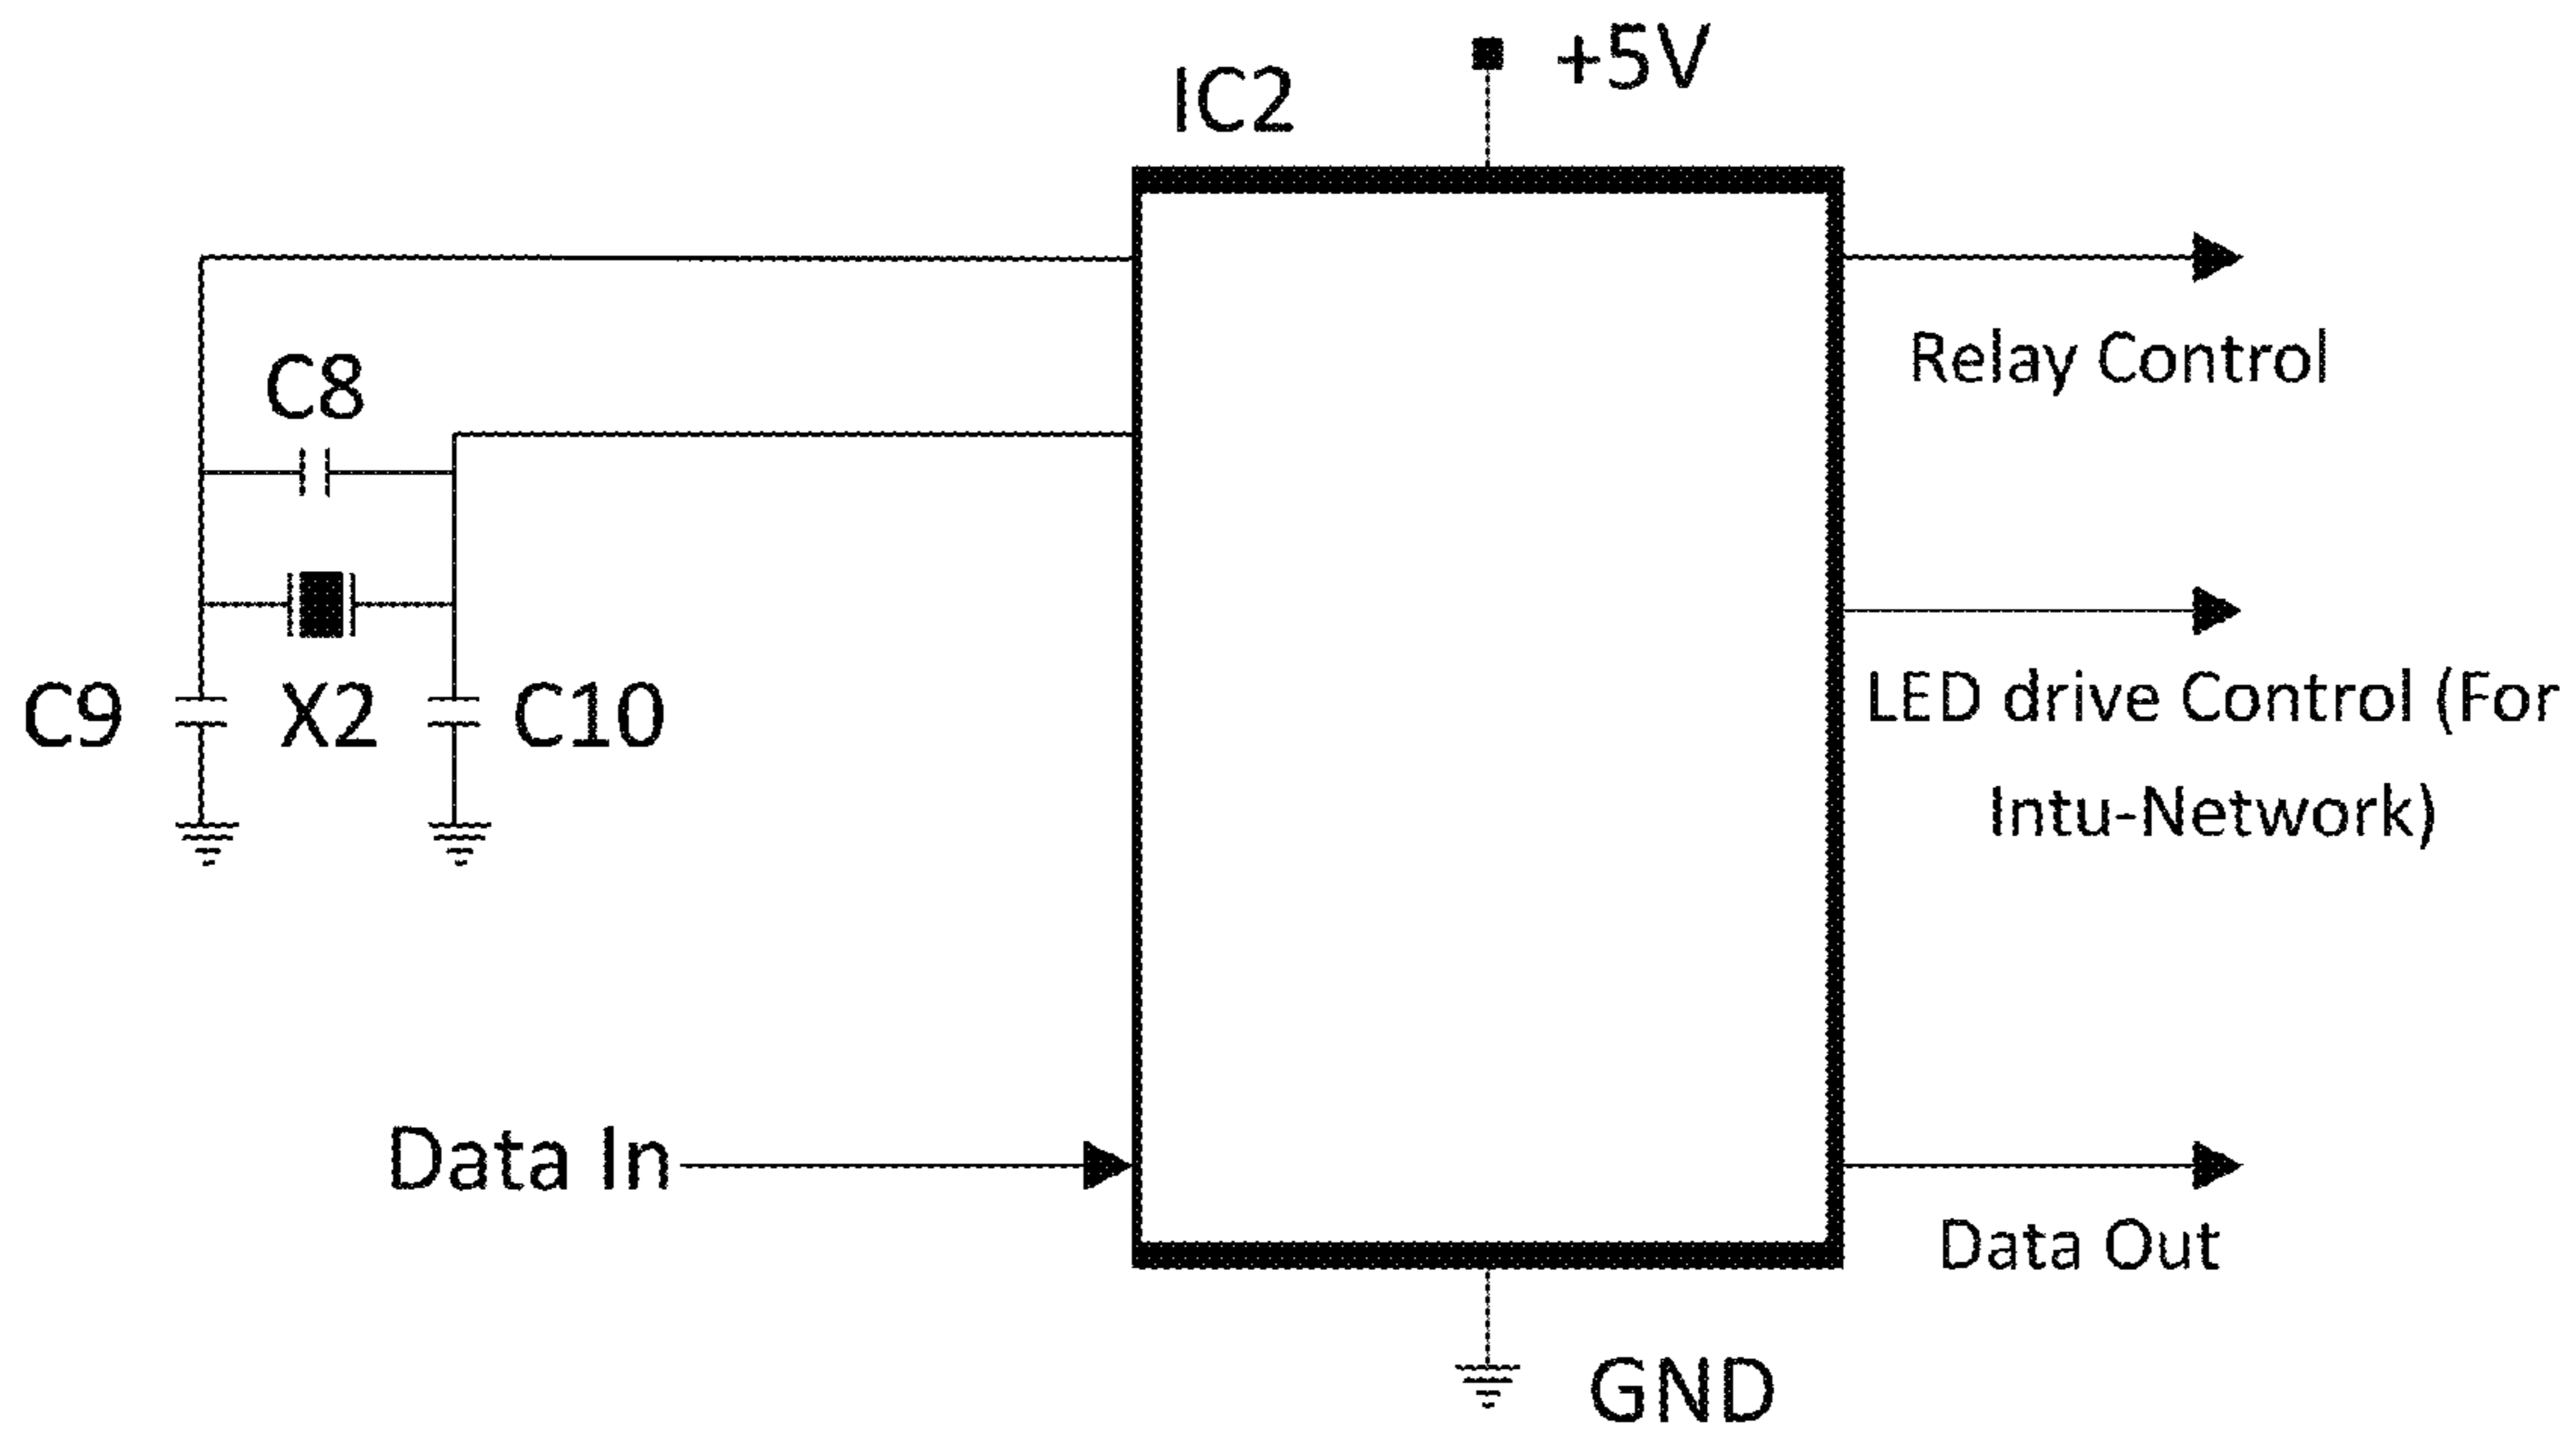 +5V
IC2
Relay Control
C8
LED drive Control (For
Intu-Network)
C9
X2
C10
Data In
Data Out
GND